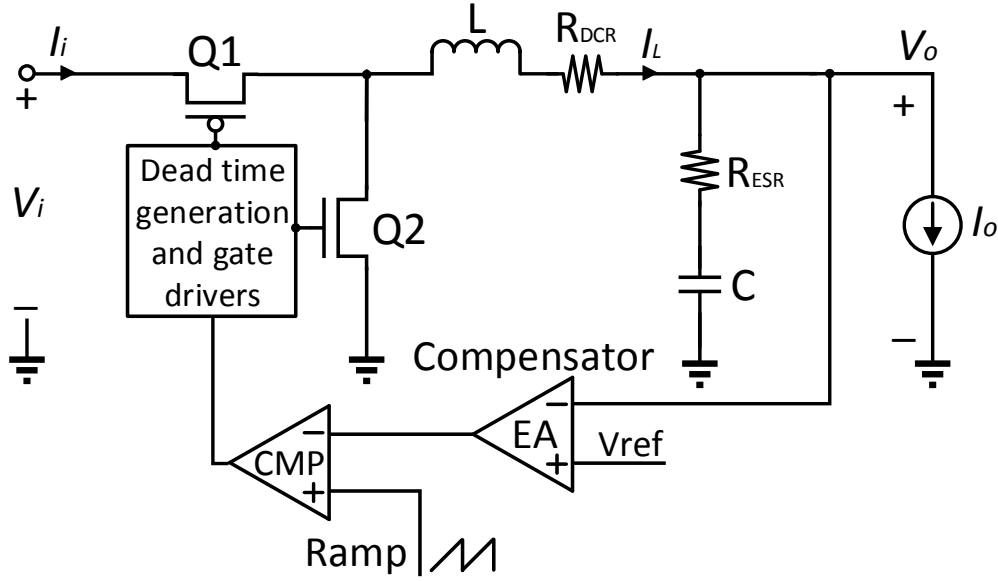 Ii
Q1
L
RDCR
IL
Vo
+
+
Dead time
generation
and gate
drivers
Vi
Q2
RESR
Io
C
−
−
Compensator
−
EA
+
Vref
−
CMP
+
Ramp